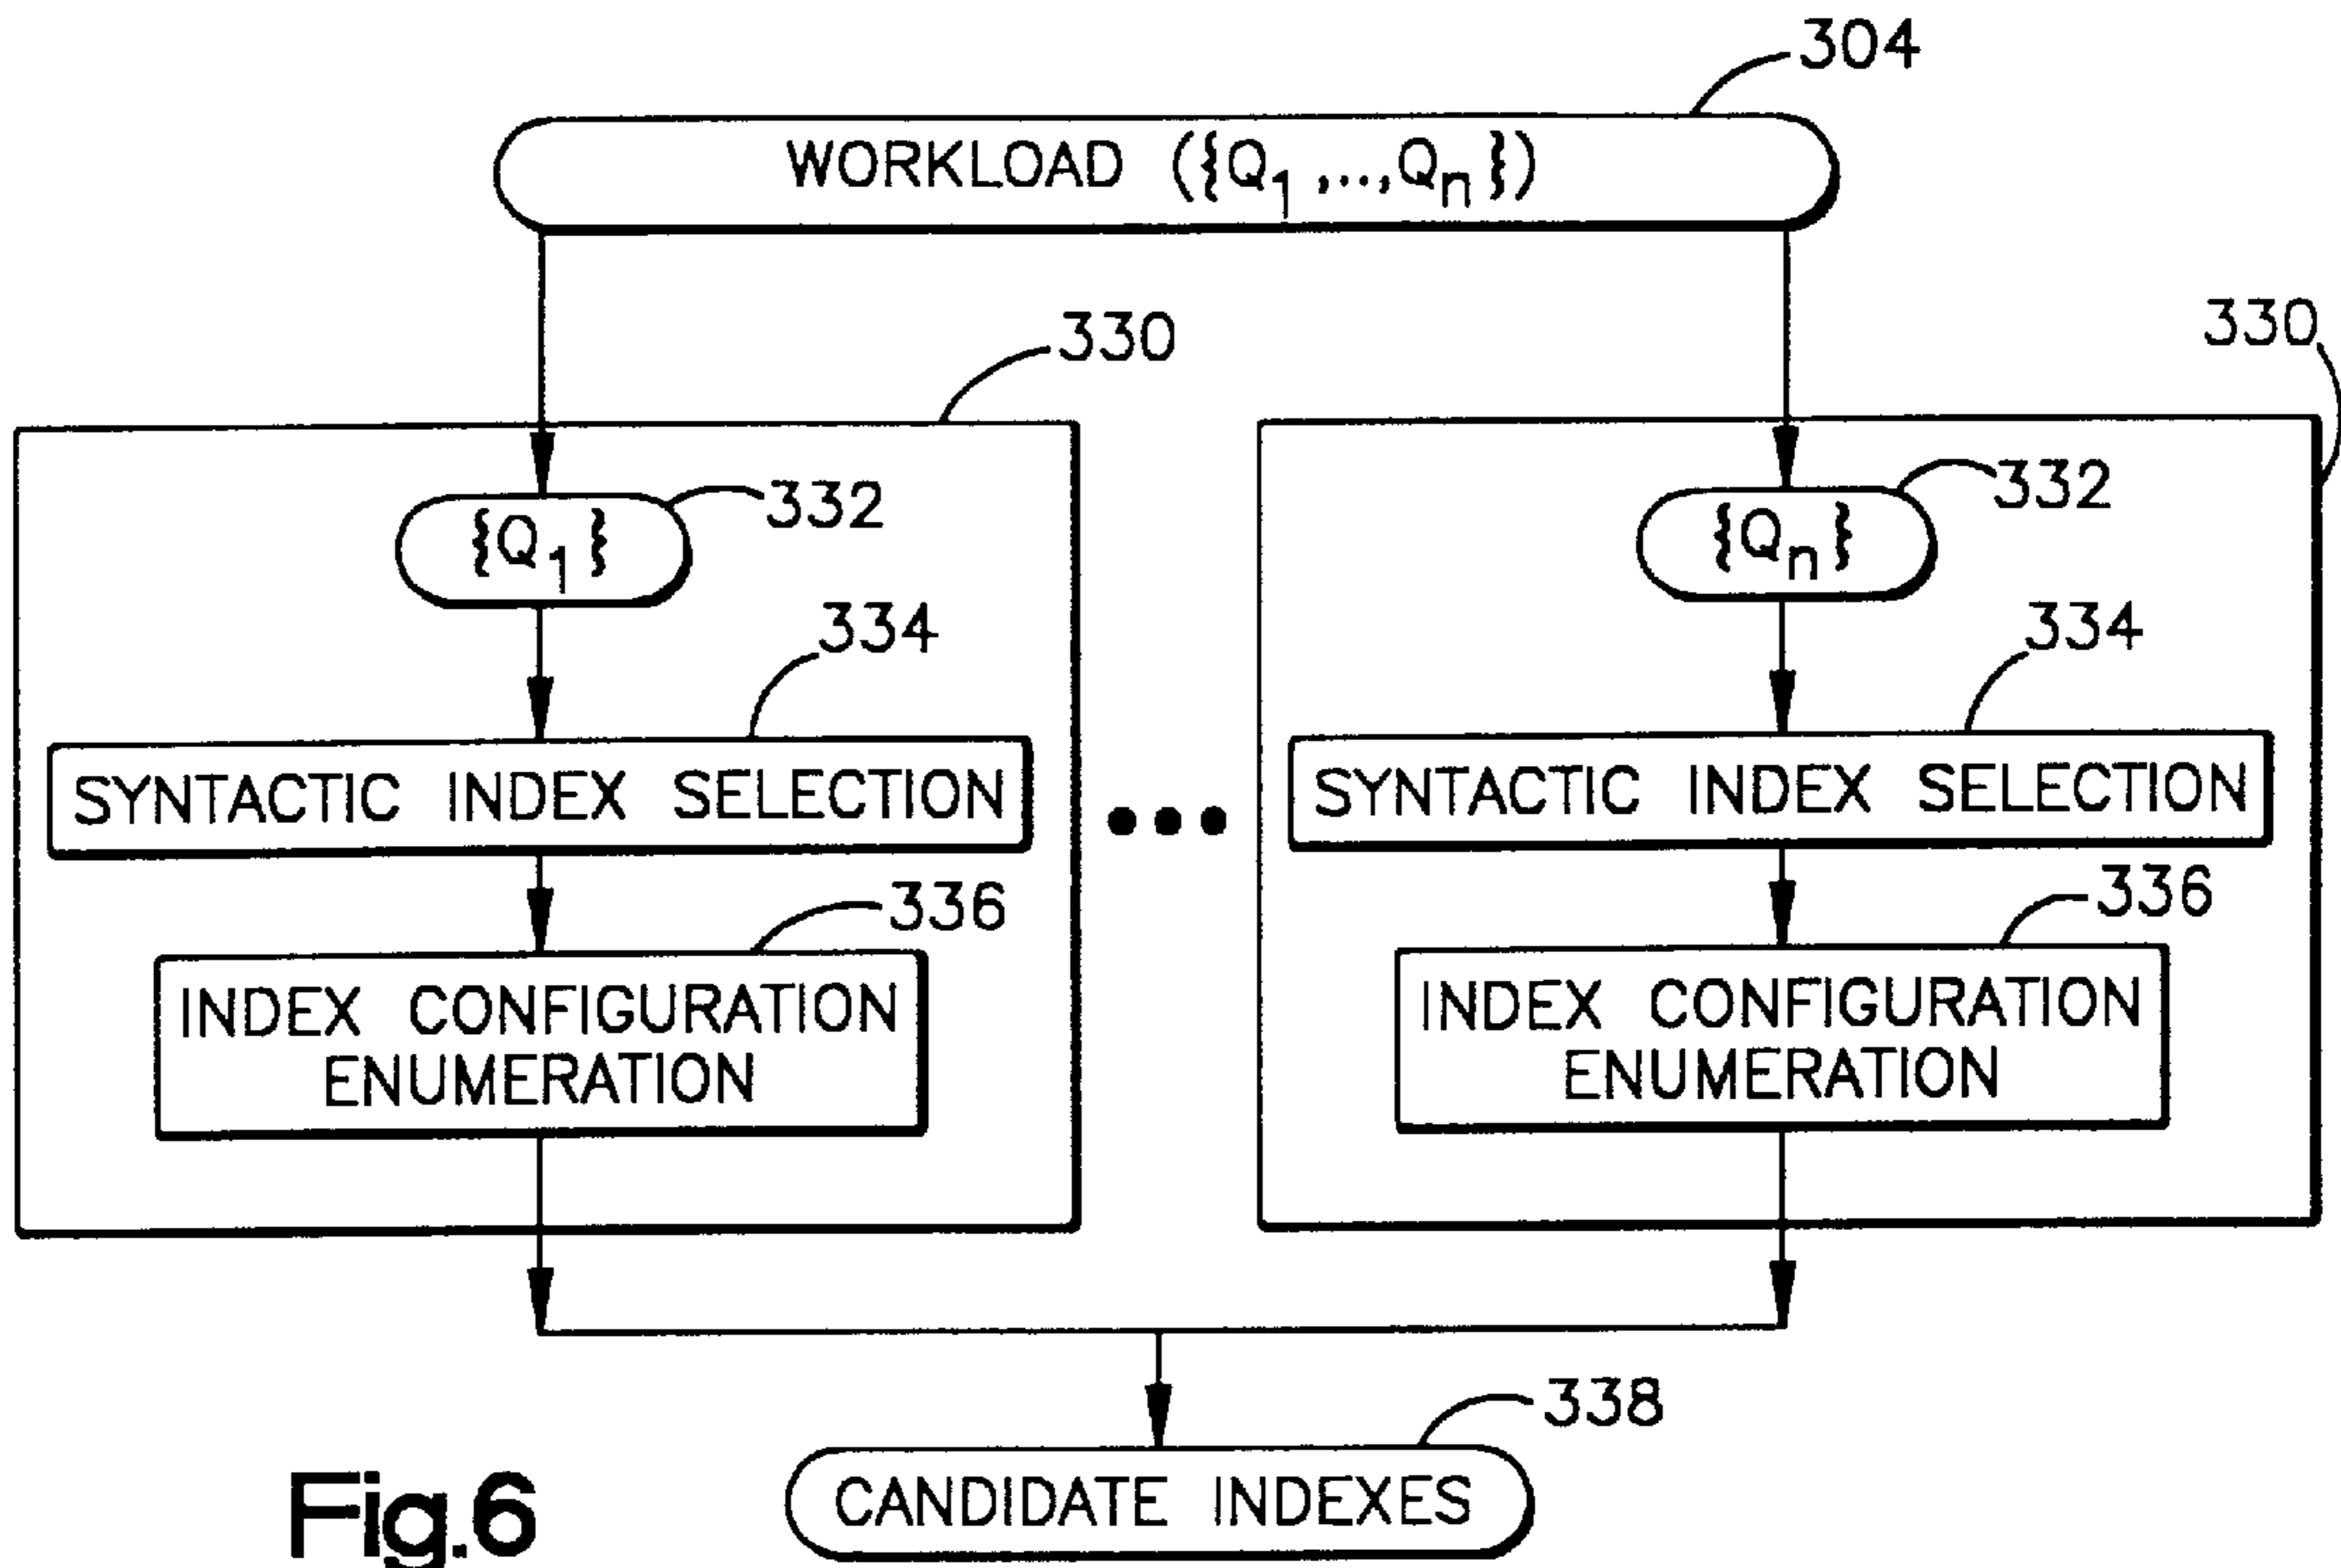 304
WORKLOAD ({Q1,...,Qn})
330
330
332
{Q1}
332
{Qn}
334
SYNTACTIC INDEX SELECTION
334
SYNTACTIC INDEX SELECTION
336
INDEX CONFIGURATION
ENUMERATION
336
INDEX CONFIGURATION
ENUMERATION
338
CANDIDATE INDEXES
Fig.6